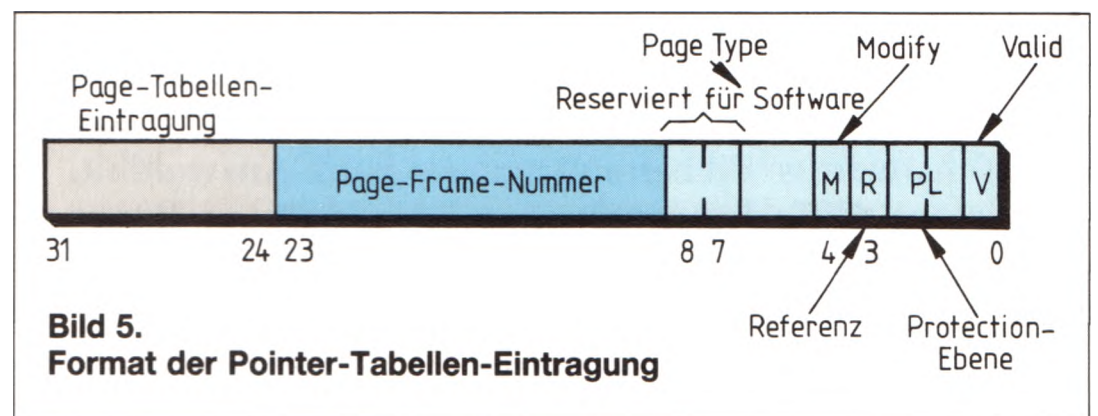 Page Type
Modify
Valid
Page-Tabellen-
Eintragung
Reserviert für Software
Page-Frame-Nummer
M
R
PL
V
31
24
23
8
7
4
3
0
Referenz
Protection-
Ebene
Bild 5.
Format der Pointer-Tabellen-Eintragung